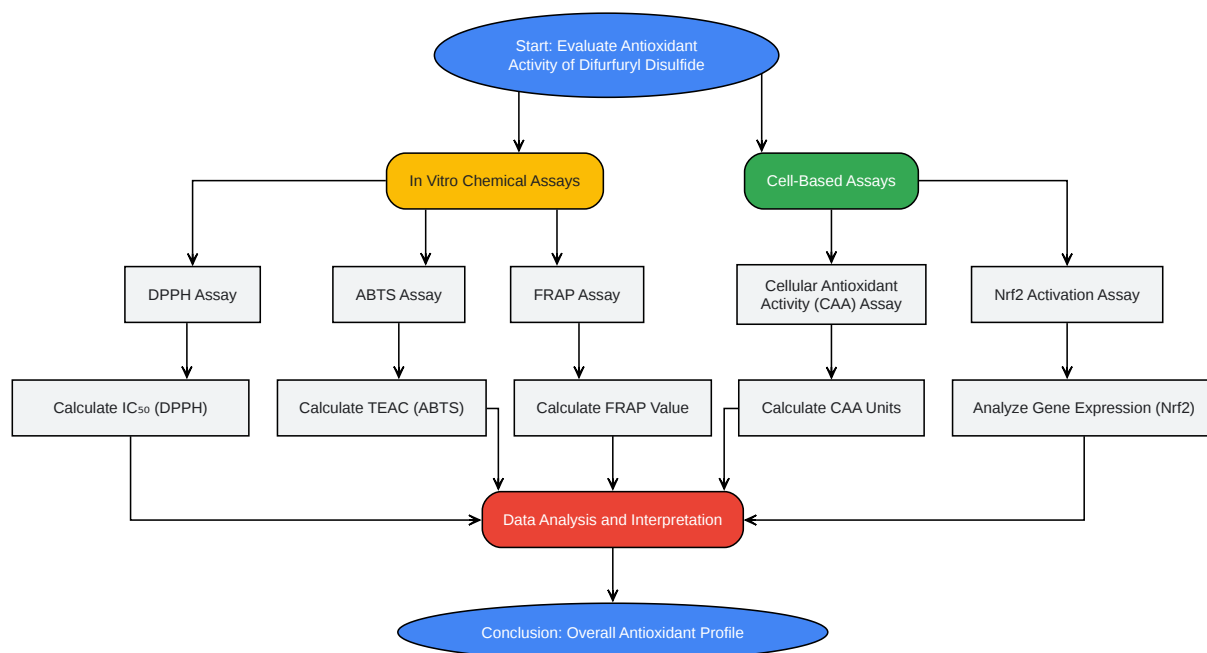 Start: Evaluate Antioxidant
Activity of Difurfuryl Disulfide
In Vitro Chemical Assays
Cell-Based Assays
DPPH Assay
ABTS Assay
FRAP Assay
Cellular Antioxidant
Activity (CAA) Assay
Nrf2 Activation Assay
Calculate IC₅₀ (DPPH)
Calculate TEAC (ABTS)
Calculate FRAP Value
Calculate CAA Units
Analyze Gene Expression (Nrf2)
Data Analysis and Interpretation
Conclusion: Overall Antioxidant Profile